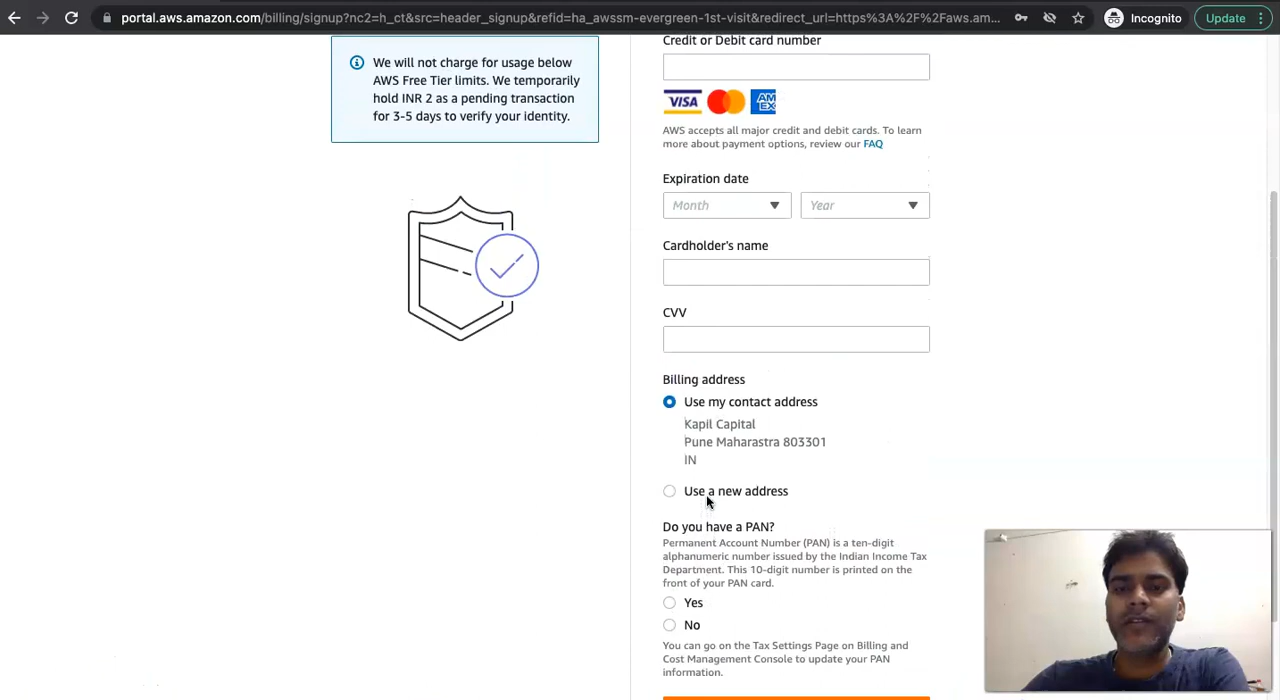 portal.aws.amazon.com/billing/signup?nc2=h_ct&src=header_signup&refid=ha_awssm-evergreen-1st-visit&redirect_url=https%3A%2F%2Faws.am...
Incognito
Update
We will not charge for usage below
AWS Free Tier limits. We temporarily
hold INR 2 as a pending transaction
for 3-5 days to verify your identity.
Credit or Debit card number
VISA
AM
EX
AWS accepts all major credit and debit cards. To learn
more about payment options, review our FAQ
Expiration date
Month
Year
Cardholder's name
CVV
Billing address
Use my contact address
Kapil Capital
Pune Maharastra 803301
IN
Use a new address
Do you have a PAN?
Permanent Account Number (PAN) is a ten-digit
alphanumeric number issued by the Indian Income Tax
Department. This 10-digit number is printed on the
front of your PAN card.
Yes
No
You can go on the Tax Settings Page on Billing and
Cost Management Console to update your PAN
information.